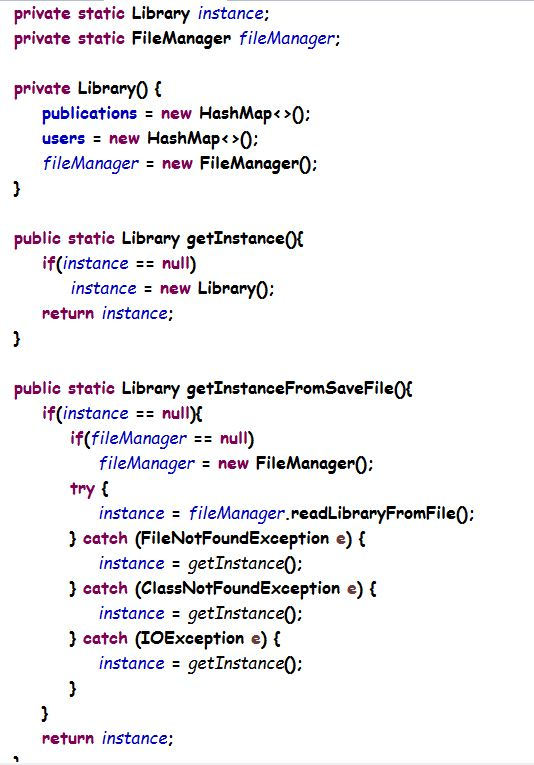 private static Library instance;
private static FileManager fileManager;
private Library() {
publications = new HashMap<>();
users = new HashMap<>();
fileManager = new FileManager();
}
public static Library getInstance(){
if(instance == null)
instance = new Library();
return instance;
}
public static Library getInstanceFromSaveFile(){
if(instance == null){
if(fileManager == null)
fileManager = new FileManager();
try {
instance = fileManager.readLibraryFromFile();
} catch (FileNotFoundException e) {
instance = getInstance();
} catch (ClassNotFoundException e) {
instance = getInstance();
} catch (IOException e) {
instance = getInstance();
}
}
return instance;
}